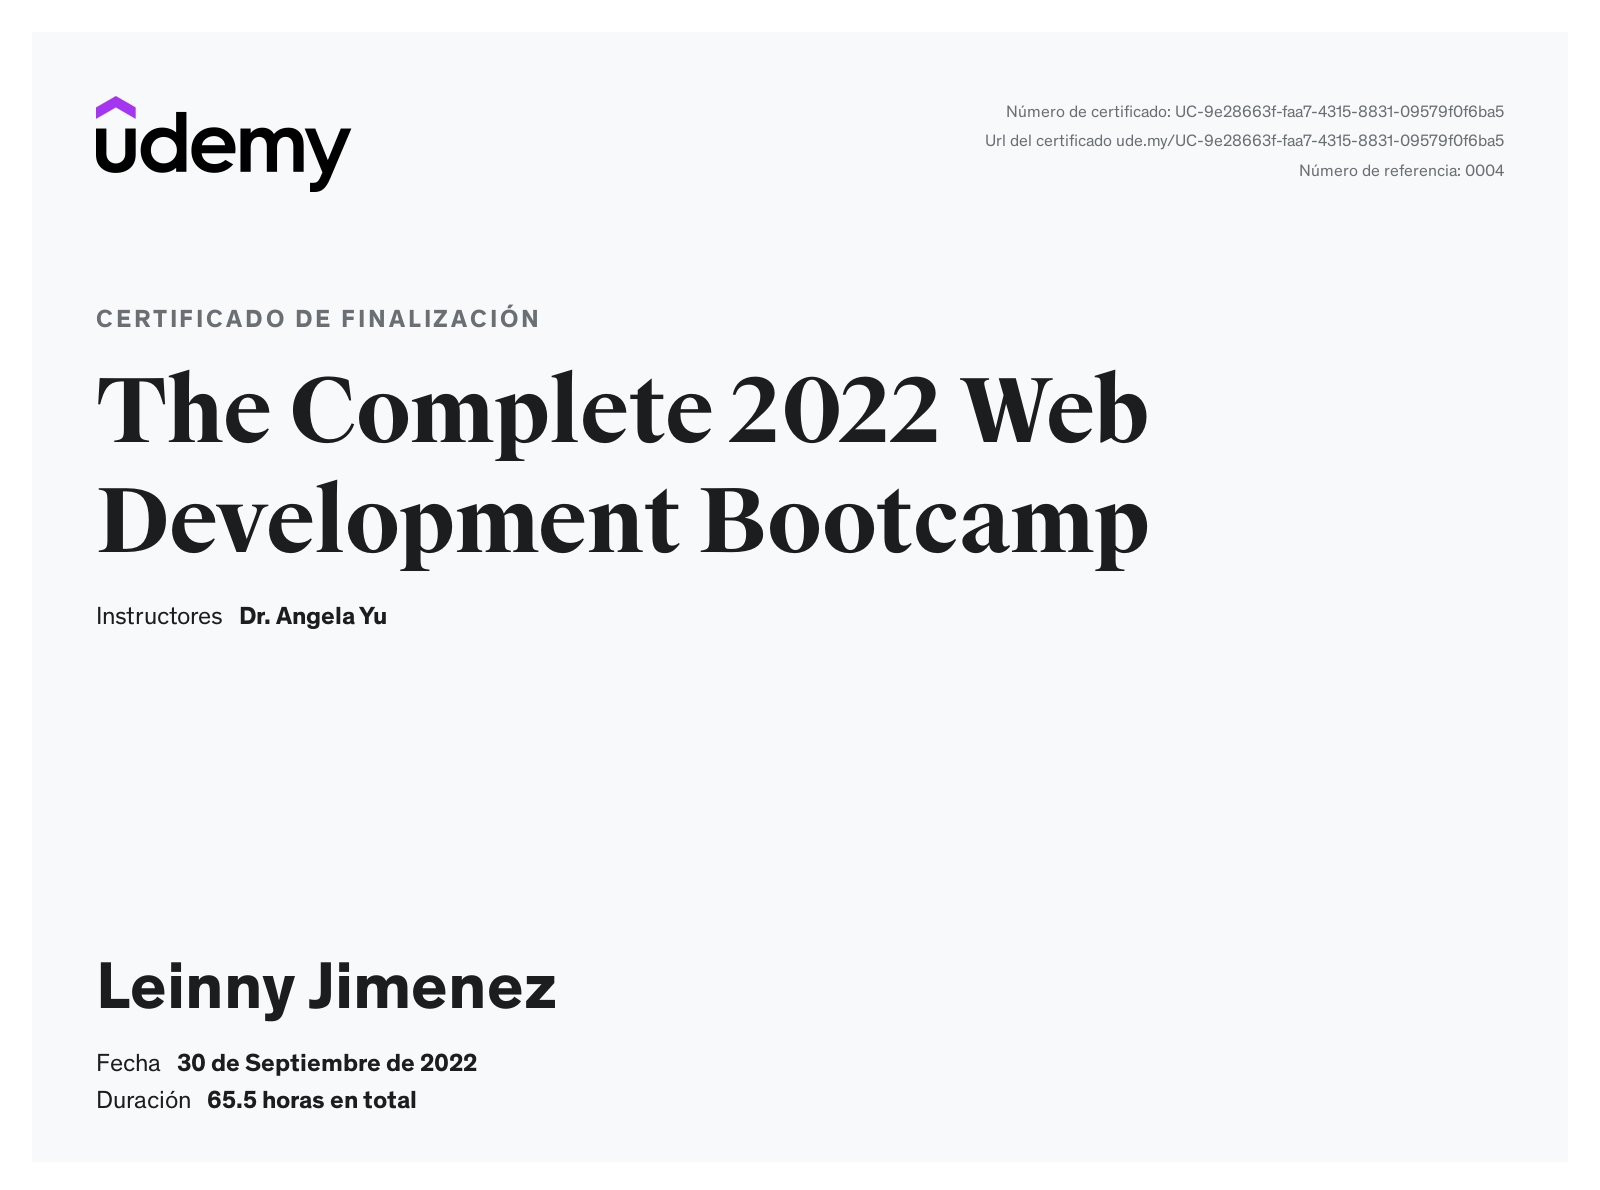 udemy
Número de certificado: UC-9e28663f-faa7-4315-8831-09579f0f6ba5
Url del certificado ude.my/UC-9e28663f-faa7-4315-8831-09579f0f6ba5
Número de referencia: 0004
CERTIFICADO DE FINALIZACIÓN
The Complete 2022 Web
Development Bootcamp
Instructores Dr. Angela Yu
Leinny Jimenez
Fecha 30 de Septiembre de 2022
Duración 65.5 horas en total